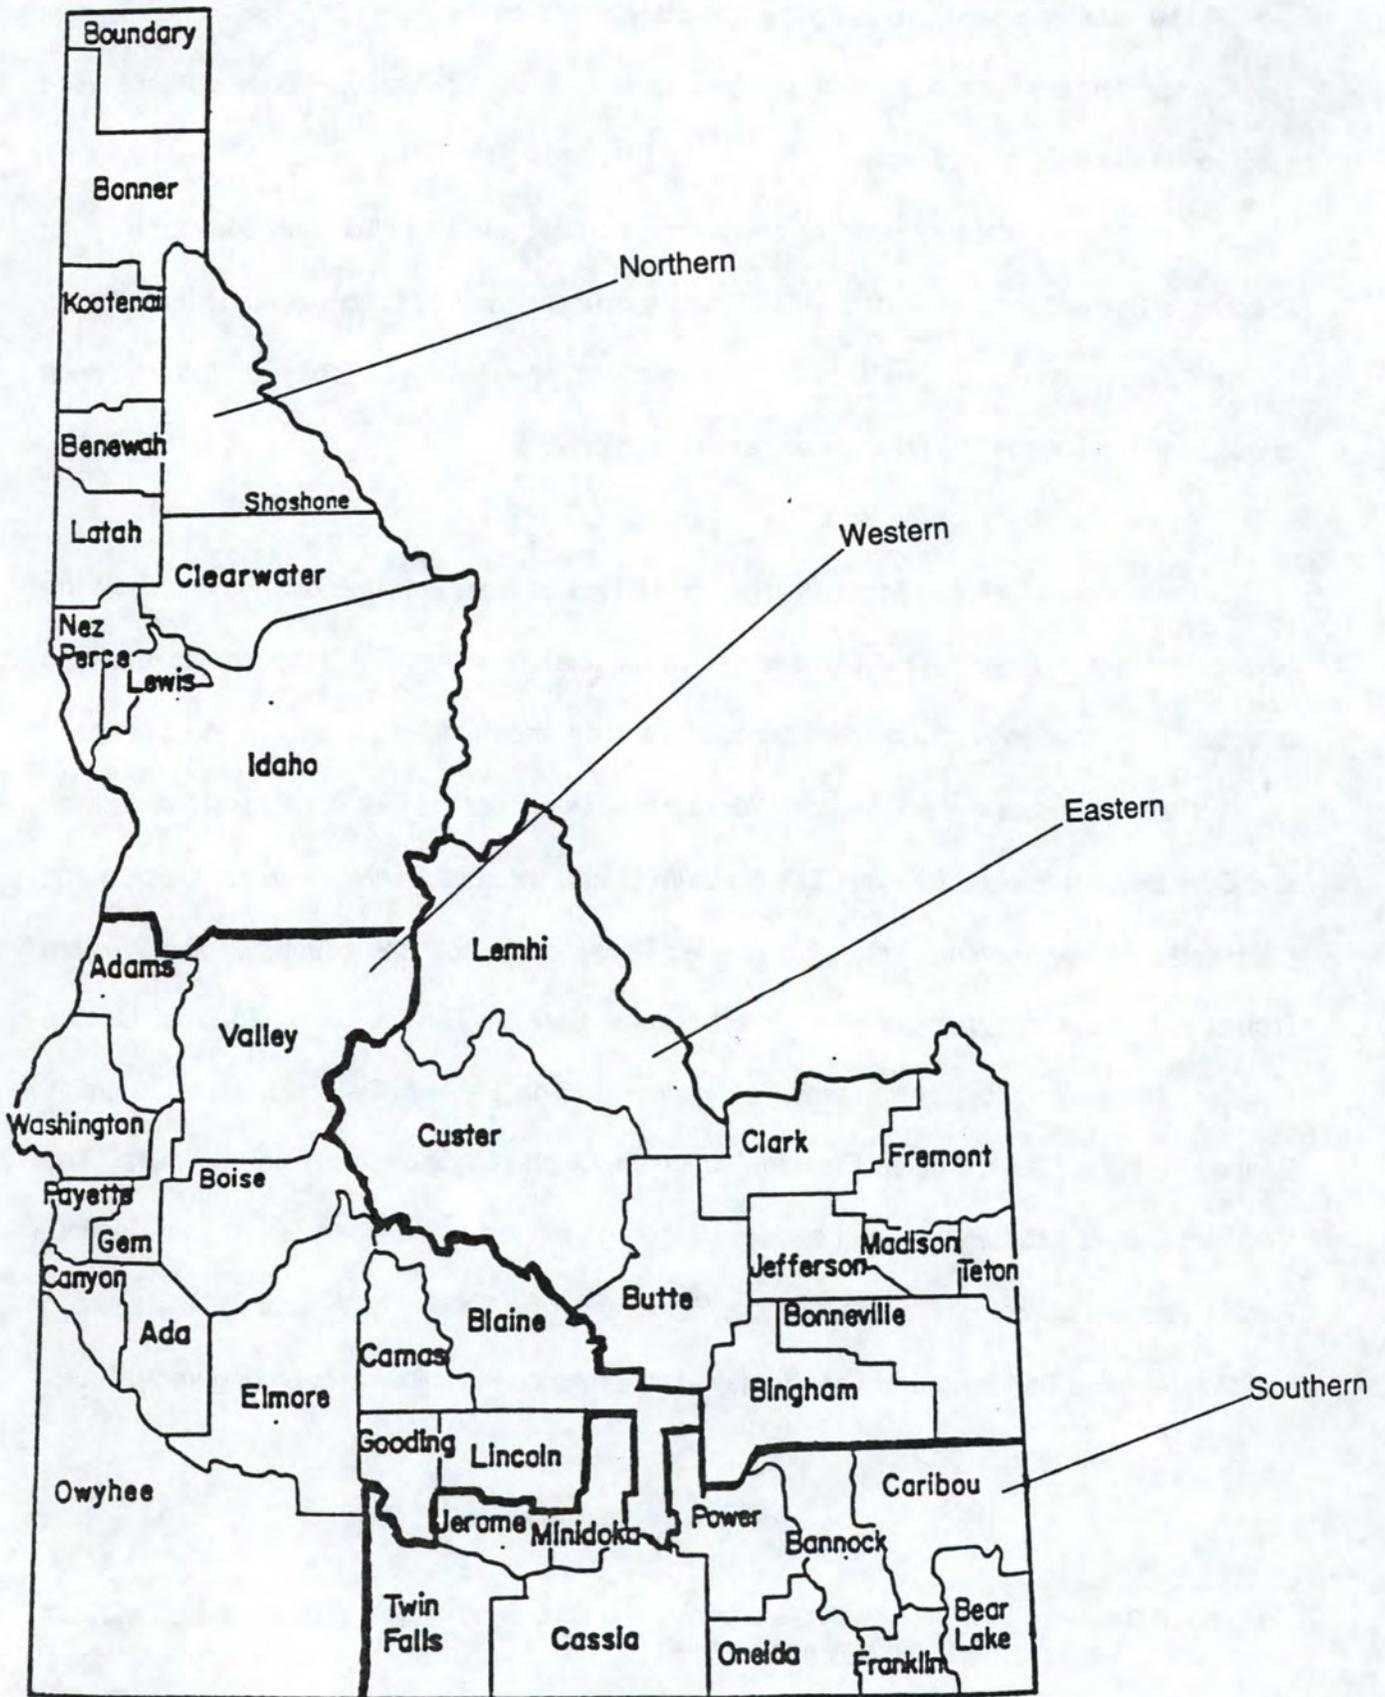 Boundary
Bonner
Northern
Kootenai
Benewah
Shoshone
Western
Latah
Clearwater
Nez
Perce
Lewis
Idaho
Eastern
Lemhi
Adams
Valley
Washington
Custer
Clark
Fremont
Boise
Payette
Gem
Madison
Jefferson
Teton
Canyon
Butte
Bonneville
Ada
Blaine
Camas
Elmore
Bingham
Southern
Gooding
Lincoln
Caribou
Owyhee
Jerome
Minidoka
Power
Bannock
Twin
Falls
Cassia
Bear
Lake
Oneida
Franklin